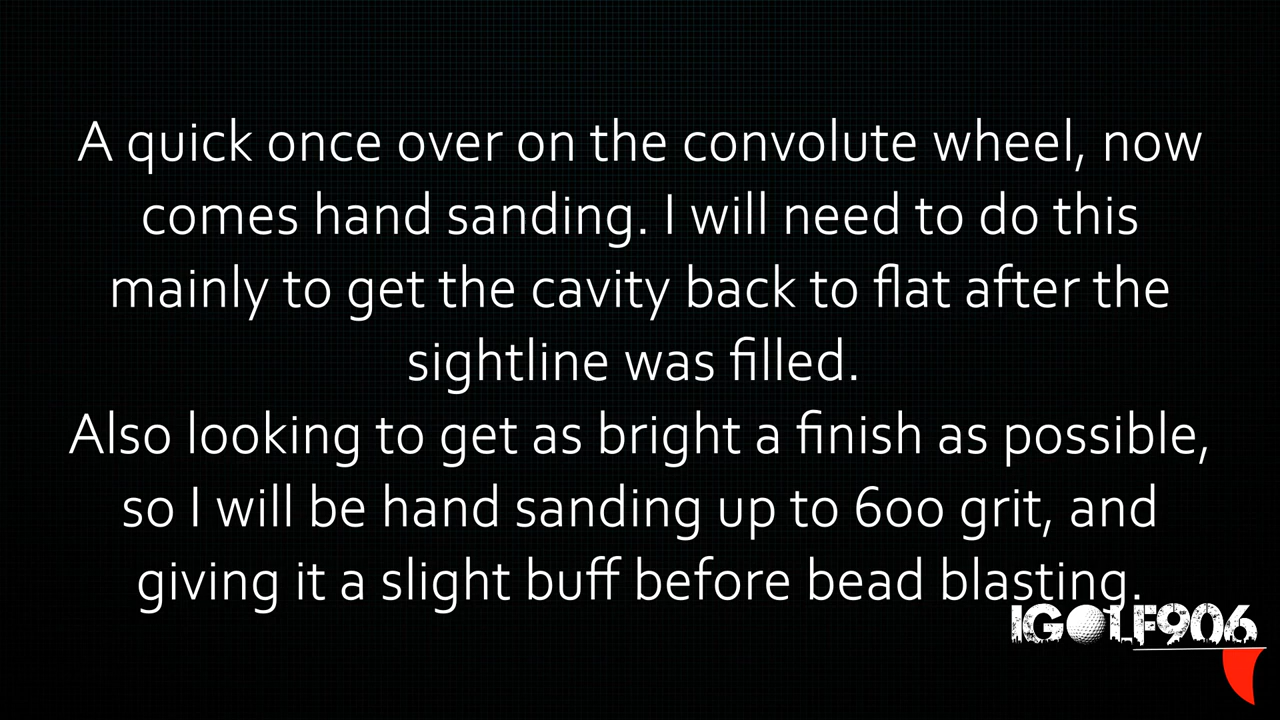 A quick once over on the convolute wheel, now
comes hand sanding. I will need to do this
mainly to get the cavity back to flat after the
sightline was filled.
Also looking to get as bright a finish as possible,
so I will be hand sanding up to 600 grit, and
giving it a slight buff before bead blasting.
IGOLF906